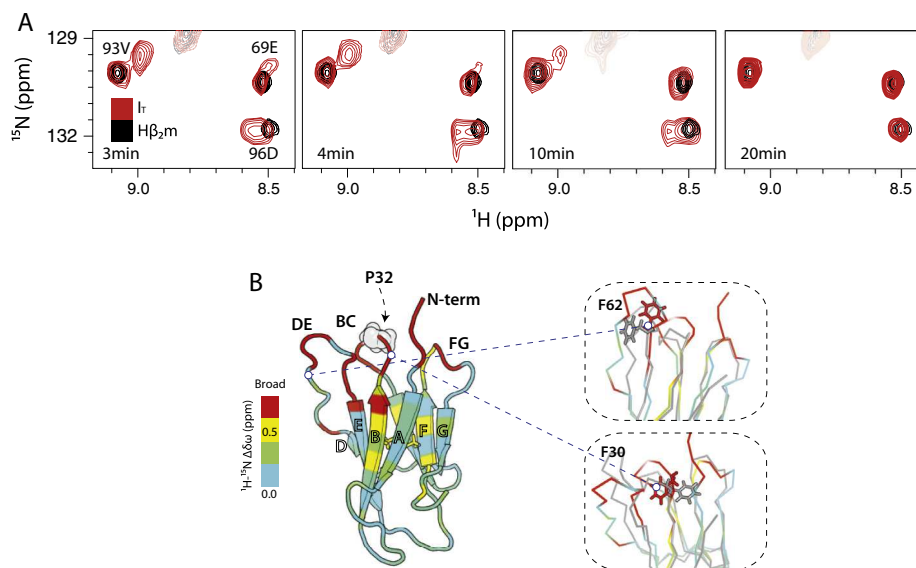 A
129
132
¹⁵N (ppm)
93V
69E
I_T
Hβ₂m
3min
96D
4min
10min
20min
9.0
8.5
9.0
8.5
9.0
8.5
9.0
8.5
¹H (ppm)
B
P32
N-term
BC
DE
FG
Broad
0.5
0.0
¹H-¹⁵N Δδω (ppm)
E
D
B
A
F
G
F62
F30